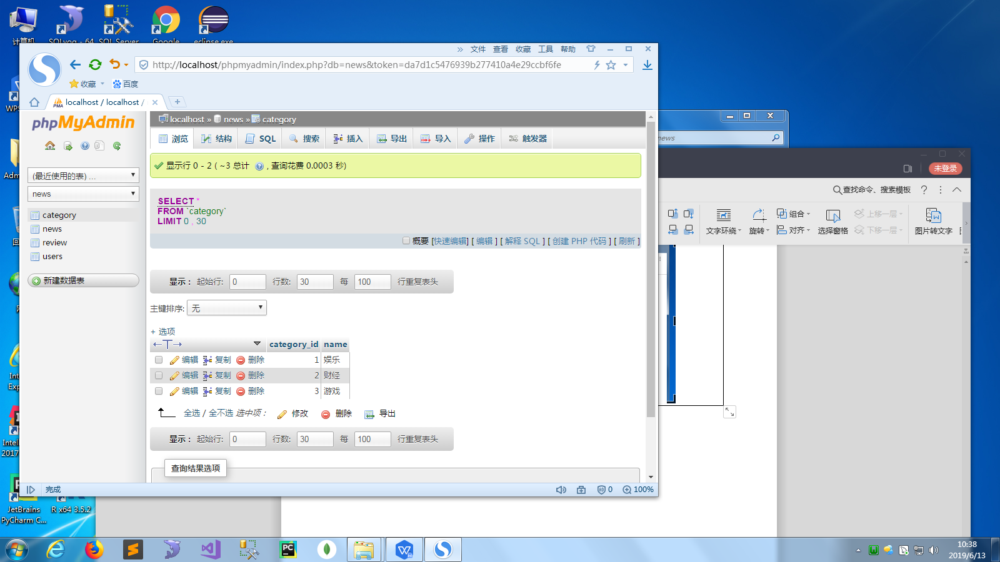 计算机
SQLyog - 64
SQL Server
Google
eclipse.exe
文件 查看 收藏 工具 帮助
http://localhost/phpmyadmin/index.php?db=news&token=da7d1c5476939b277410a4e29ccbf6fe
收藏 百度
localhost / localhost /
phpMyAdmin
(最近使用的表) ...
news
category
news
review
users
新建数据表
localhost » news » category
浏览 结构 SQL 搜索 插入 导出 导入 操作 触发器
显示行 0 - 2 ( ~3 总计 , 查询花费 0.0003 秒)
SELECT *
FROM `category`
LIMIT 0 , 30
概要 [快速编辑] [ 编辑 ] [ 解释 SQL ] [ 创建 PHP 代码 ] [ 刷新 ]
显示 : 起始行: 0 行数: 30 每 100 行重复表头
主键排序: 无
+ 选项
←T→ category_id name
编辑 复制 删除 1 娱乐
编辑 复制 删除 2 财经
编辑 复制 删除 3 游戏
全选 / 全不选 选中项 : 修改 删除 导出
显示 : 起始行: 0 行数: 30 每 100 行重复表头
查询结果选项
完成
0 100%
news
未登录
查找命令、搜索模板
文字环绕 旋转 组合 对齐 选择窗格 上移一层 下移一层 图片转文字
WPS
Adm
Int
Exp
Intel
2017
JetBrains
PyCharm C...
R x64 3.5.2
10:38
2019/6/13